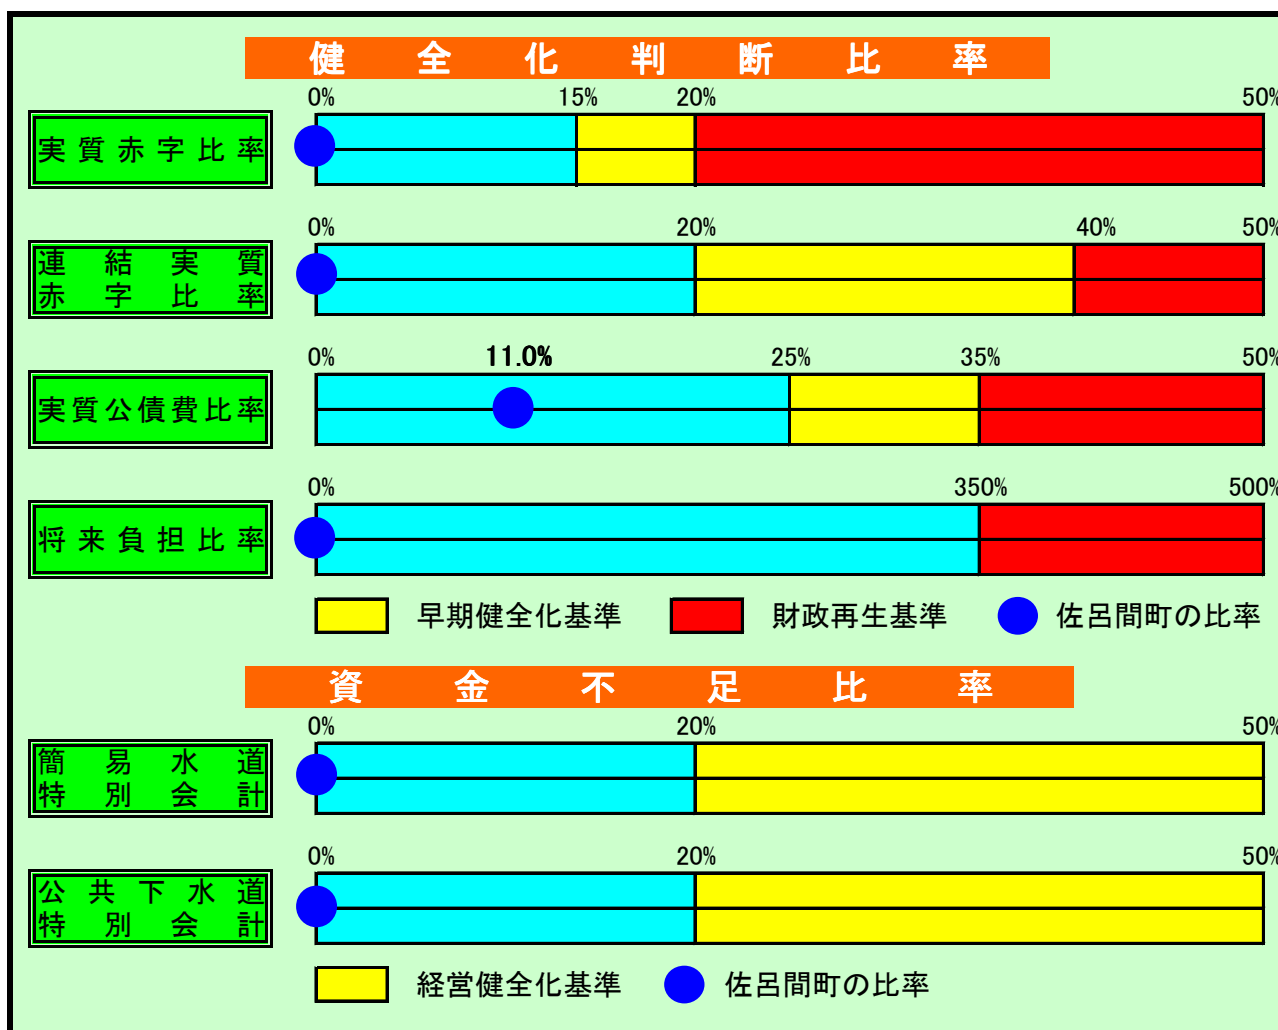 健全化判断比率
0% 15% 20% 50%
実質赤字比率
0% 20% 40% 50%
連結実質
赤字比率
0% 11.0% 25% 35% 50%
実質公債費比率
0% 350% 500%
将来負担比率
早期健全化基準 財政再生基準 佐呂間町の比率
資金不足比率
0% 20% 50%
簡易水道
特別会計
0% 20% 50%
公共下水道
特別会計
経営健全化基準 佐呂間町の比率